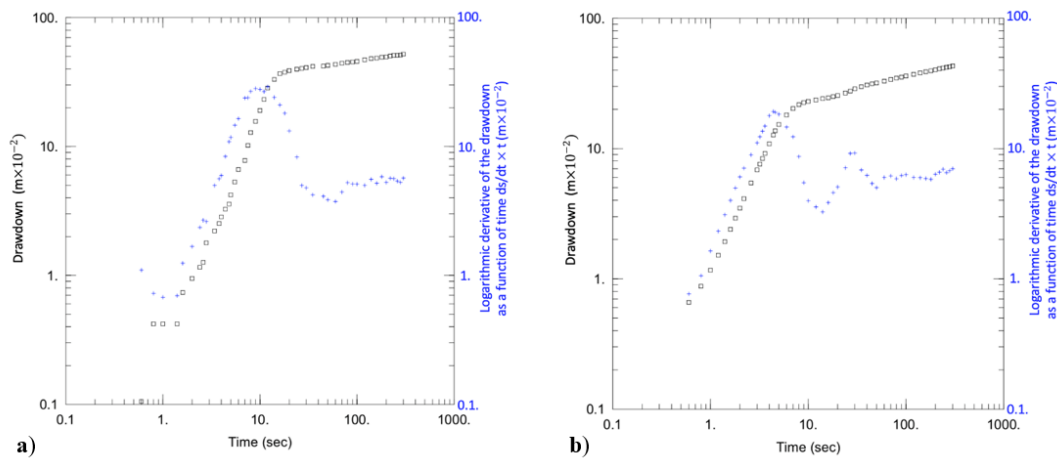 100.
100.
10.
10.
1.
1.
0.1
0.1
0.1
1.
10.
100.
1000.
Time (sec)
Drawdown (m×10⁻²)
Logarithmic derivative of the drawdown
as a function of time ds/dt × t (m×10⁻²)
a)
100.
100.
10.
10.
1.
1.
0.1
0.1
0.1
1.
10.
100.
1000.
Time (sec)
Drawdown (m×10⁻²)
Logarithmic derivative of the drawdown
as a function of time ds/dt × t (m×10⁻²)
b)